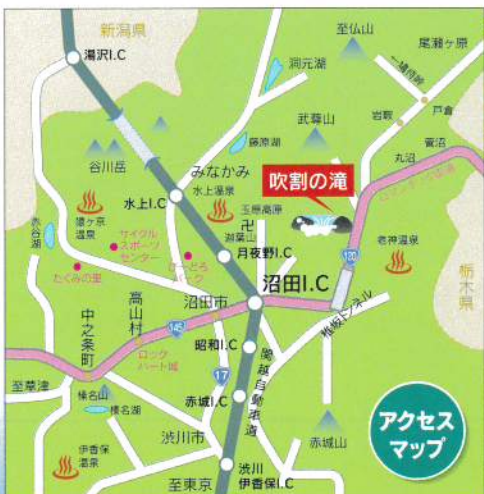 新潟県
至仏山
尾瀬ヶ原
湯沢I.C
洞元湖
一ノ瀬
岩鞍
戸倉
武尊山
菅沼
藤原湖
丸沼
谷川岳
みなかみ
吹割の滝
水上I.C
水上温泉
玉原高原
猿ヶ京
温泉
赤谷湖
サイクル
スポーツ
センター
迦葉山
月夜野I.C
120
老神温泉
たくみの里
栃木県
沼田I.C
高山村
沼田市
中之条町
145
椎坂トンネル
ロック
ハート城
昭和I.C
17
関越自動車道
至草津
榛名山
榛名湖
赤城I.C
渋川市
赤城山
アクセス
マップ
伊香保
温泉
渋川
伊香保I.C
至東京